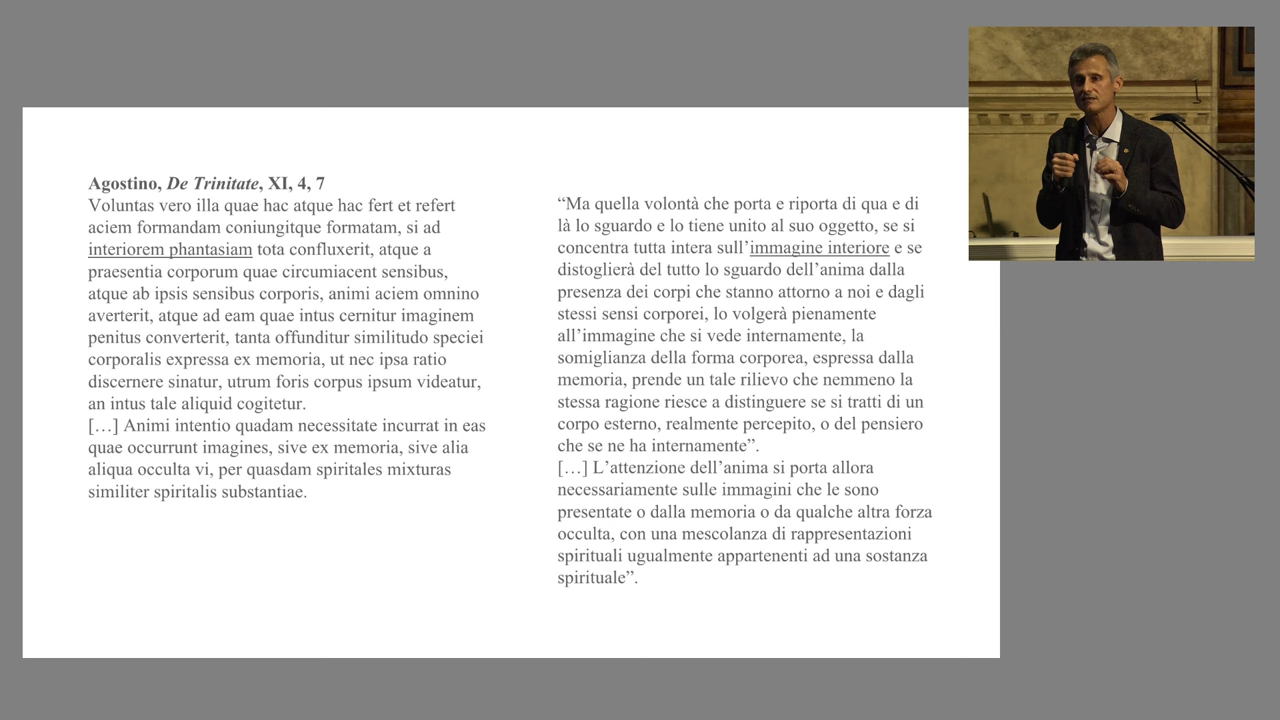 Agostino, De Trinitate, XI, 4, 7
Voluntas vero illa quae hac atque hac fert et refert
aciem formandam coniungitque formatam, si ad
interiorem phantasiam tota confluxerit, atque a
praesentia corporum quae circumiacent sensibus,
atque ab ipsis sensibus corporis, animi aciem omnino
averterit, atque ad eam quae intus cernitur imaginem
penitus converterit, tanta offunditur similitudo speciei
corporalis expressa ex memoria, ut nec ipsa ratio
discernere sinatur, utrum foris corpus ipsum videatur,
an intus tale aliquid cogitetur.
[…] Animi intentio quadam necessitate incurrat in eas
quae occurrunt imagines, sive ex memoria, sive alia
aliqua occulta vi, per quasdam spiritales mixturas
similiter spiritalis substantiae.
“Ma quella volontà che porta e riporta di qua e di
là lo sguardo e lo tiene unito al suo oggetto, se si
concentra tutta intera sull’immagine interiore e se
distoglierà del tutto lo sguardo dell’anima dalla
presenza dei corpi che stanno attorno a noi e dagli
stessi sensi corporei, lo volgerà pienamente
all’immagine che si vede internamente, la
somiglianza della forma corporea, espressa dalla
memoria, prende un tale rilievo che nemmeno la
stessa ragione riesce a distinguere se si tratti di un
corpo esterno, realmente percepito, o del pensiero
che se ne ha internamente”.
[…] L’attenzione dell’anima si porta allora
necessariamente sulle immagini che le sono
presentate o dalla memoria o da qualche altra forza
occulta, con una mescolanza di rappresentazioni
spirituali ugualmente appartenenti ad una sostanza
spirituale”.